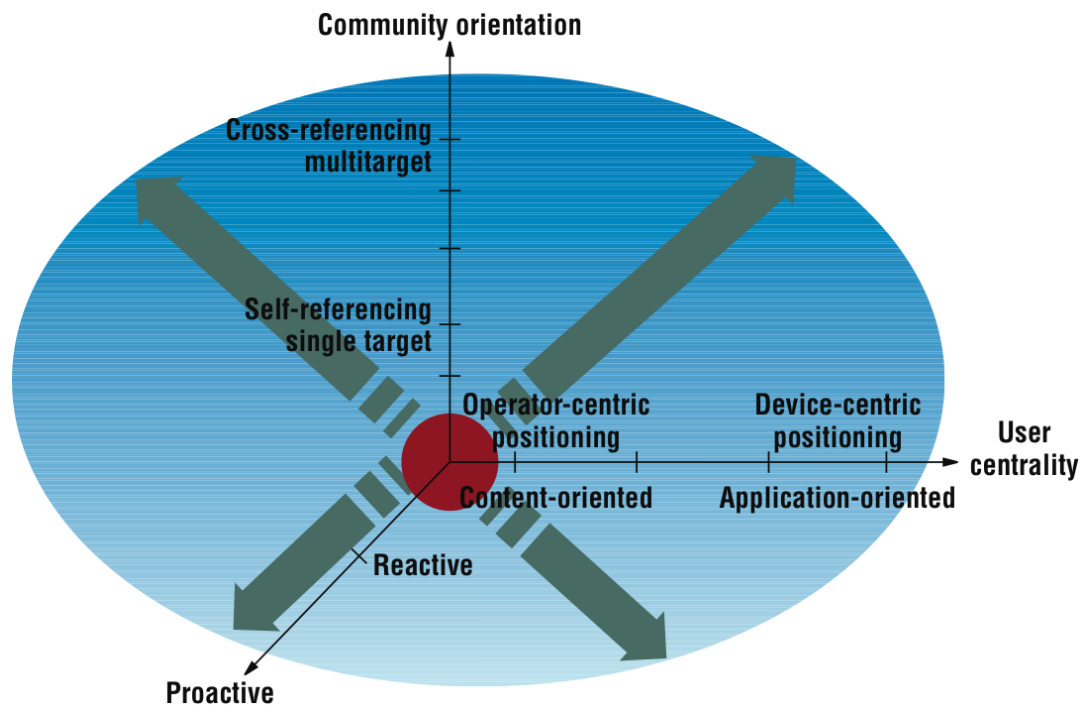 Community orientation
Cross-referencing
multitarget
Self-referencing
single target
Operator-centric
positioning
Device-centric
positioning
User
centrality
Content-oriented
Application-oriented
Reactive
Proactive